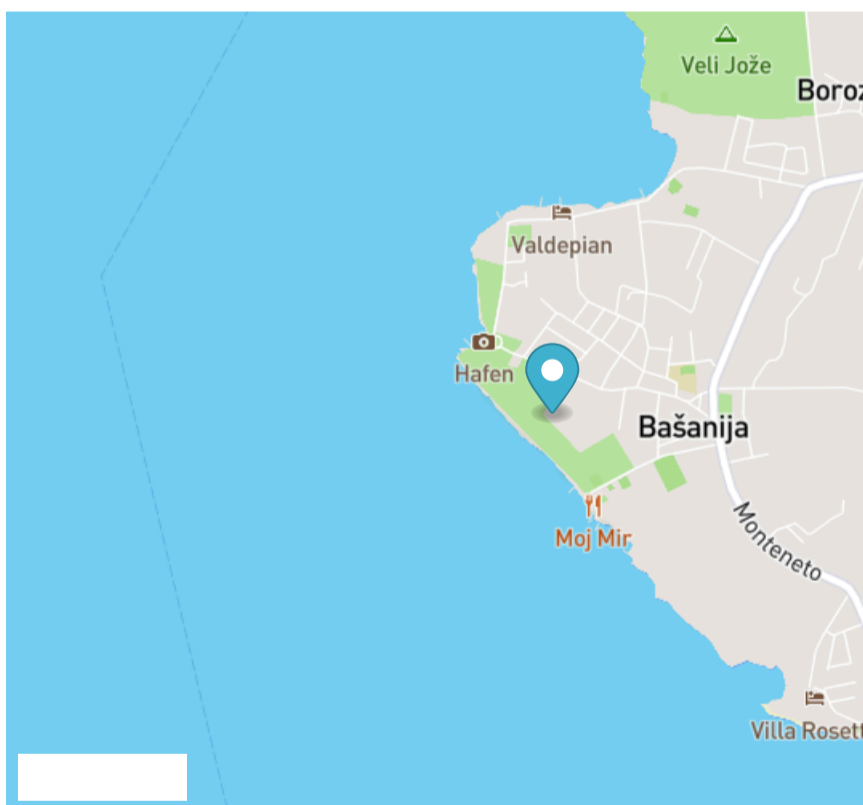 Veli Jože
Boroz
Valdepian
Hafen
Bašanija
Moj Mir
Monteneto
Villa Rosett